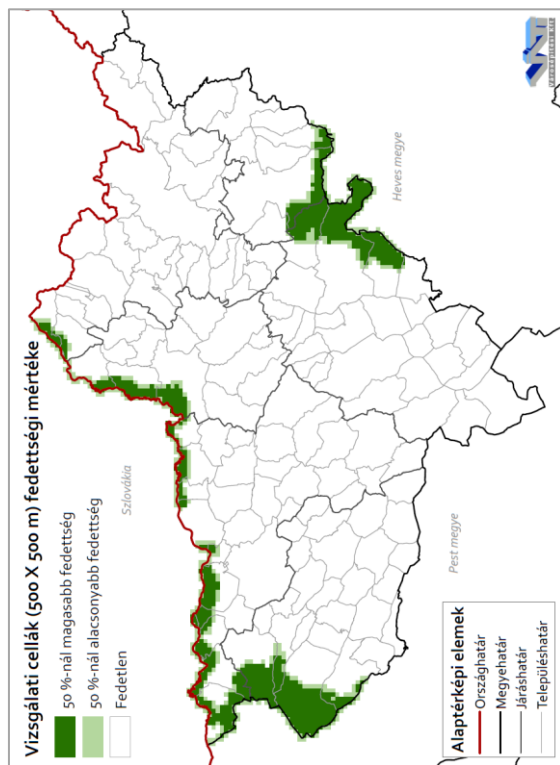 Vizsgálati cellák (500 X 500 m) fedettségi mértéke
50 %-nál magasabb fedettség
50 %-nál alacsonyabb fedettség
Fedetlen
Szlovákia
Heves megye
Pest megye
Alaptérképi elemek
Országhatár
Megyehatár
Járáshatár
Településhatár